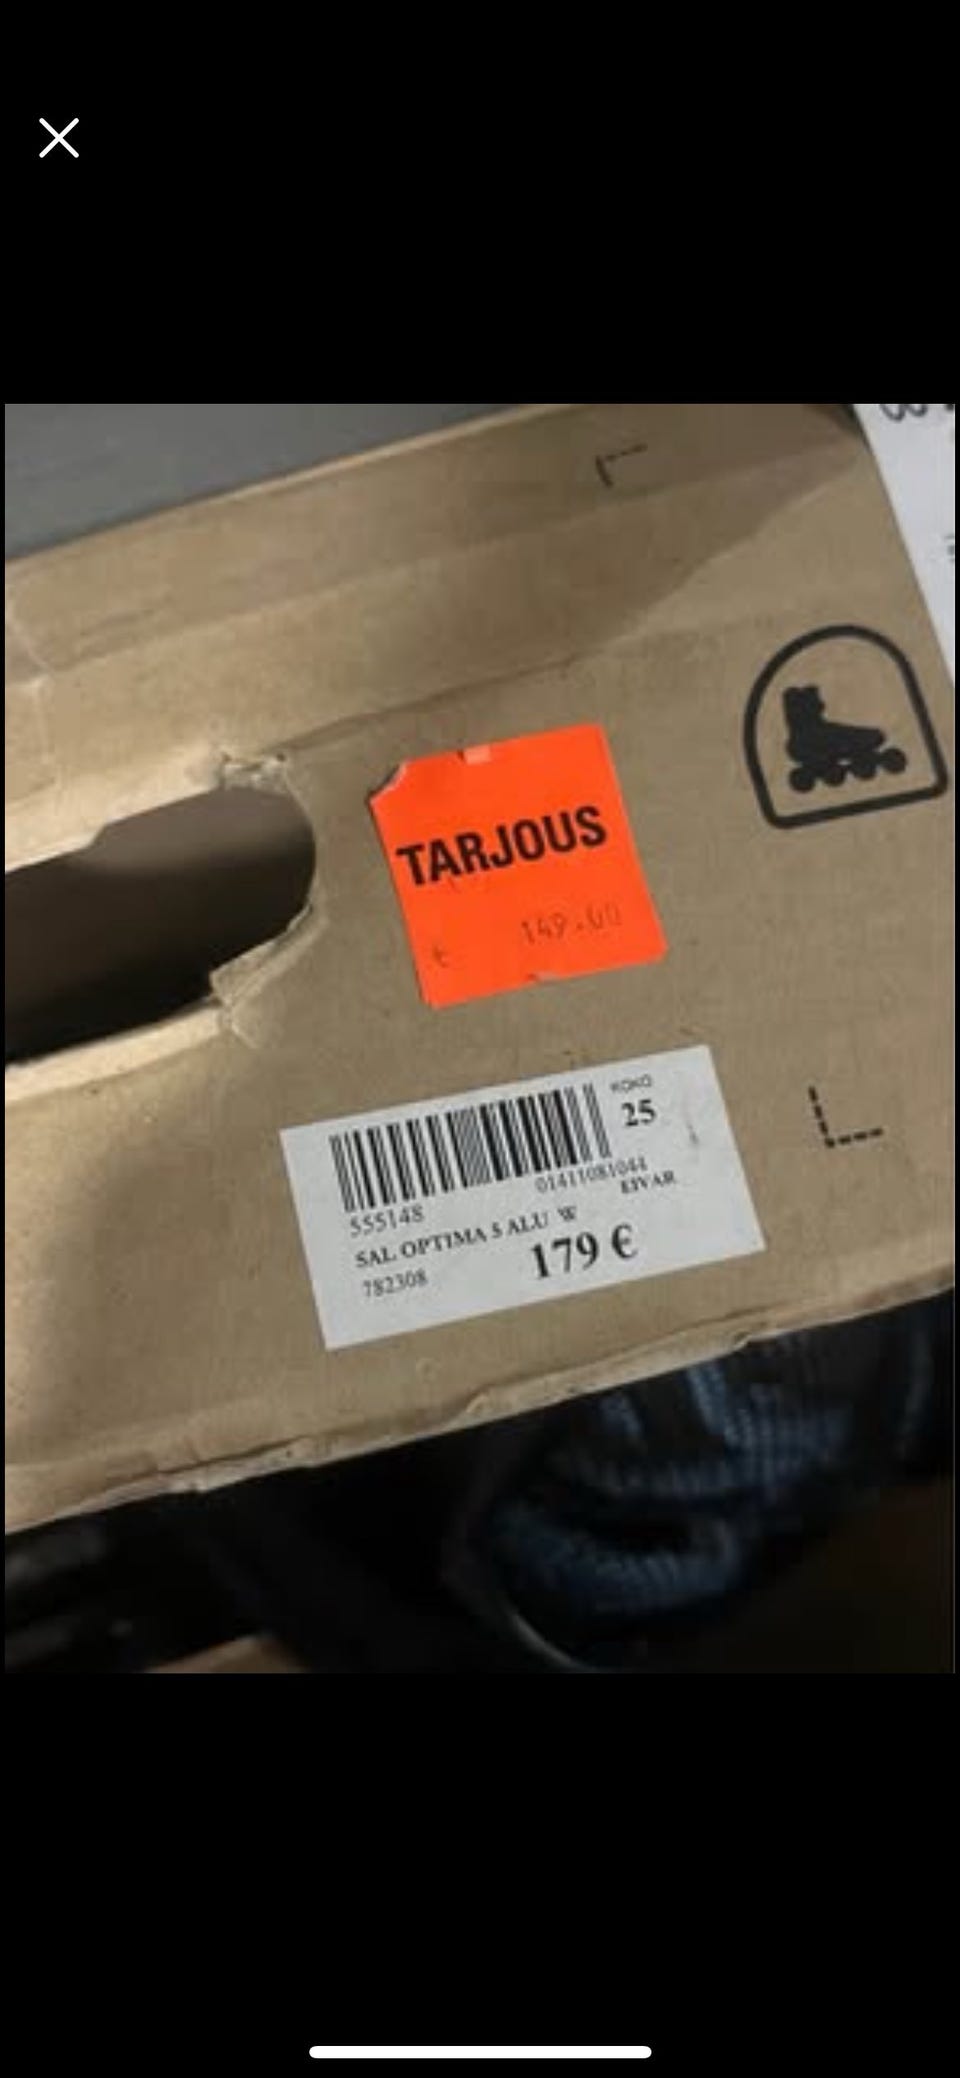 TARJOUS
€ 149.00
KOKO
25
01411081044
555148 EIVAR
SAL OPTIMA 5 ALU W
782308 179 €